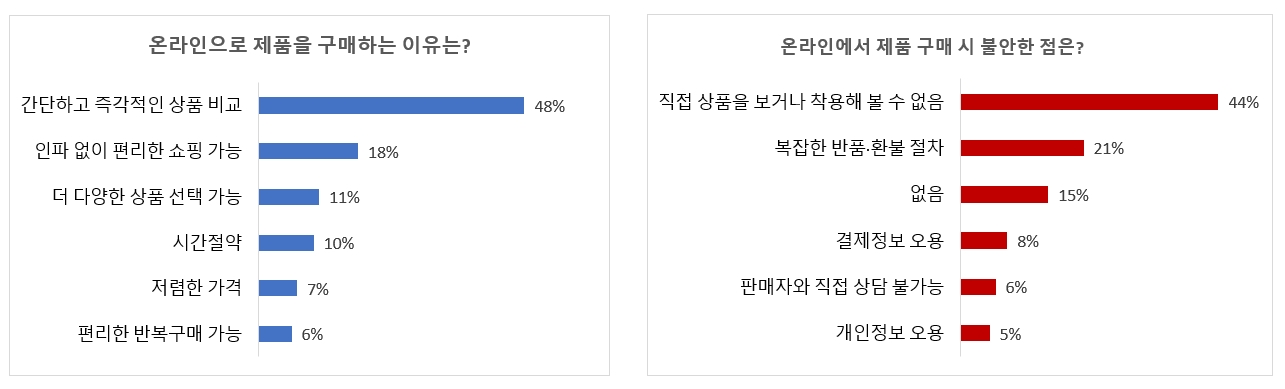 온라인으로 제품을 구매하는 이유는?
간단하고 즉각적인 상품 비교 48%
인파 없이 편리한 쇼핑 가능 18%
더 다양한 상품 선택 가능 11%
시간절약 10%
저렴한 가격 7%
편리한 반복구매 가능 6%
온라인에서 제품 구매 시 불안한 점은?
직접 상품을 보거나 착용해 볼 수 없음 44%
복잡한 반품·환불 절차 21%
없음 15%
결제정보 오용 8%
판매자와 직접 상담 불가능 6%
개인정보 오용 5%